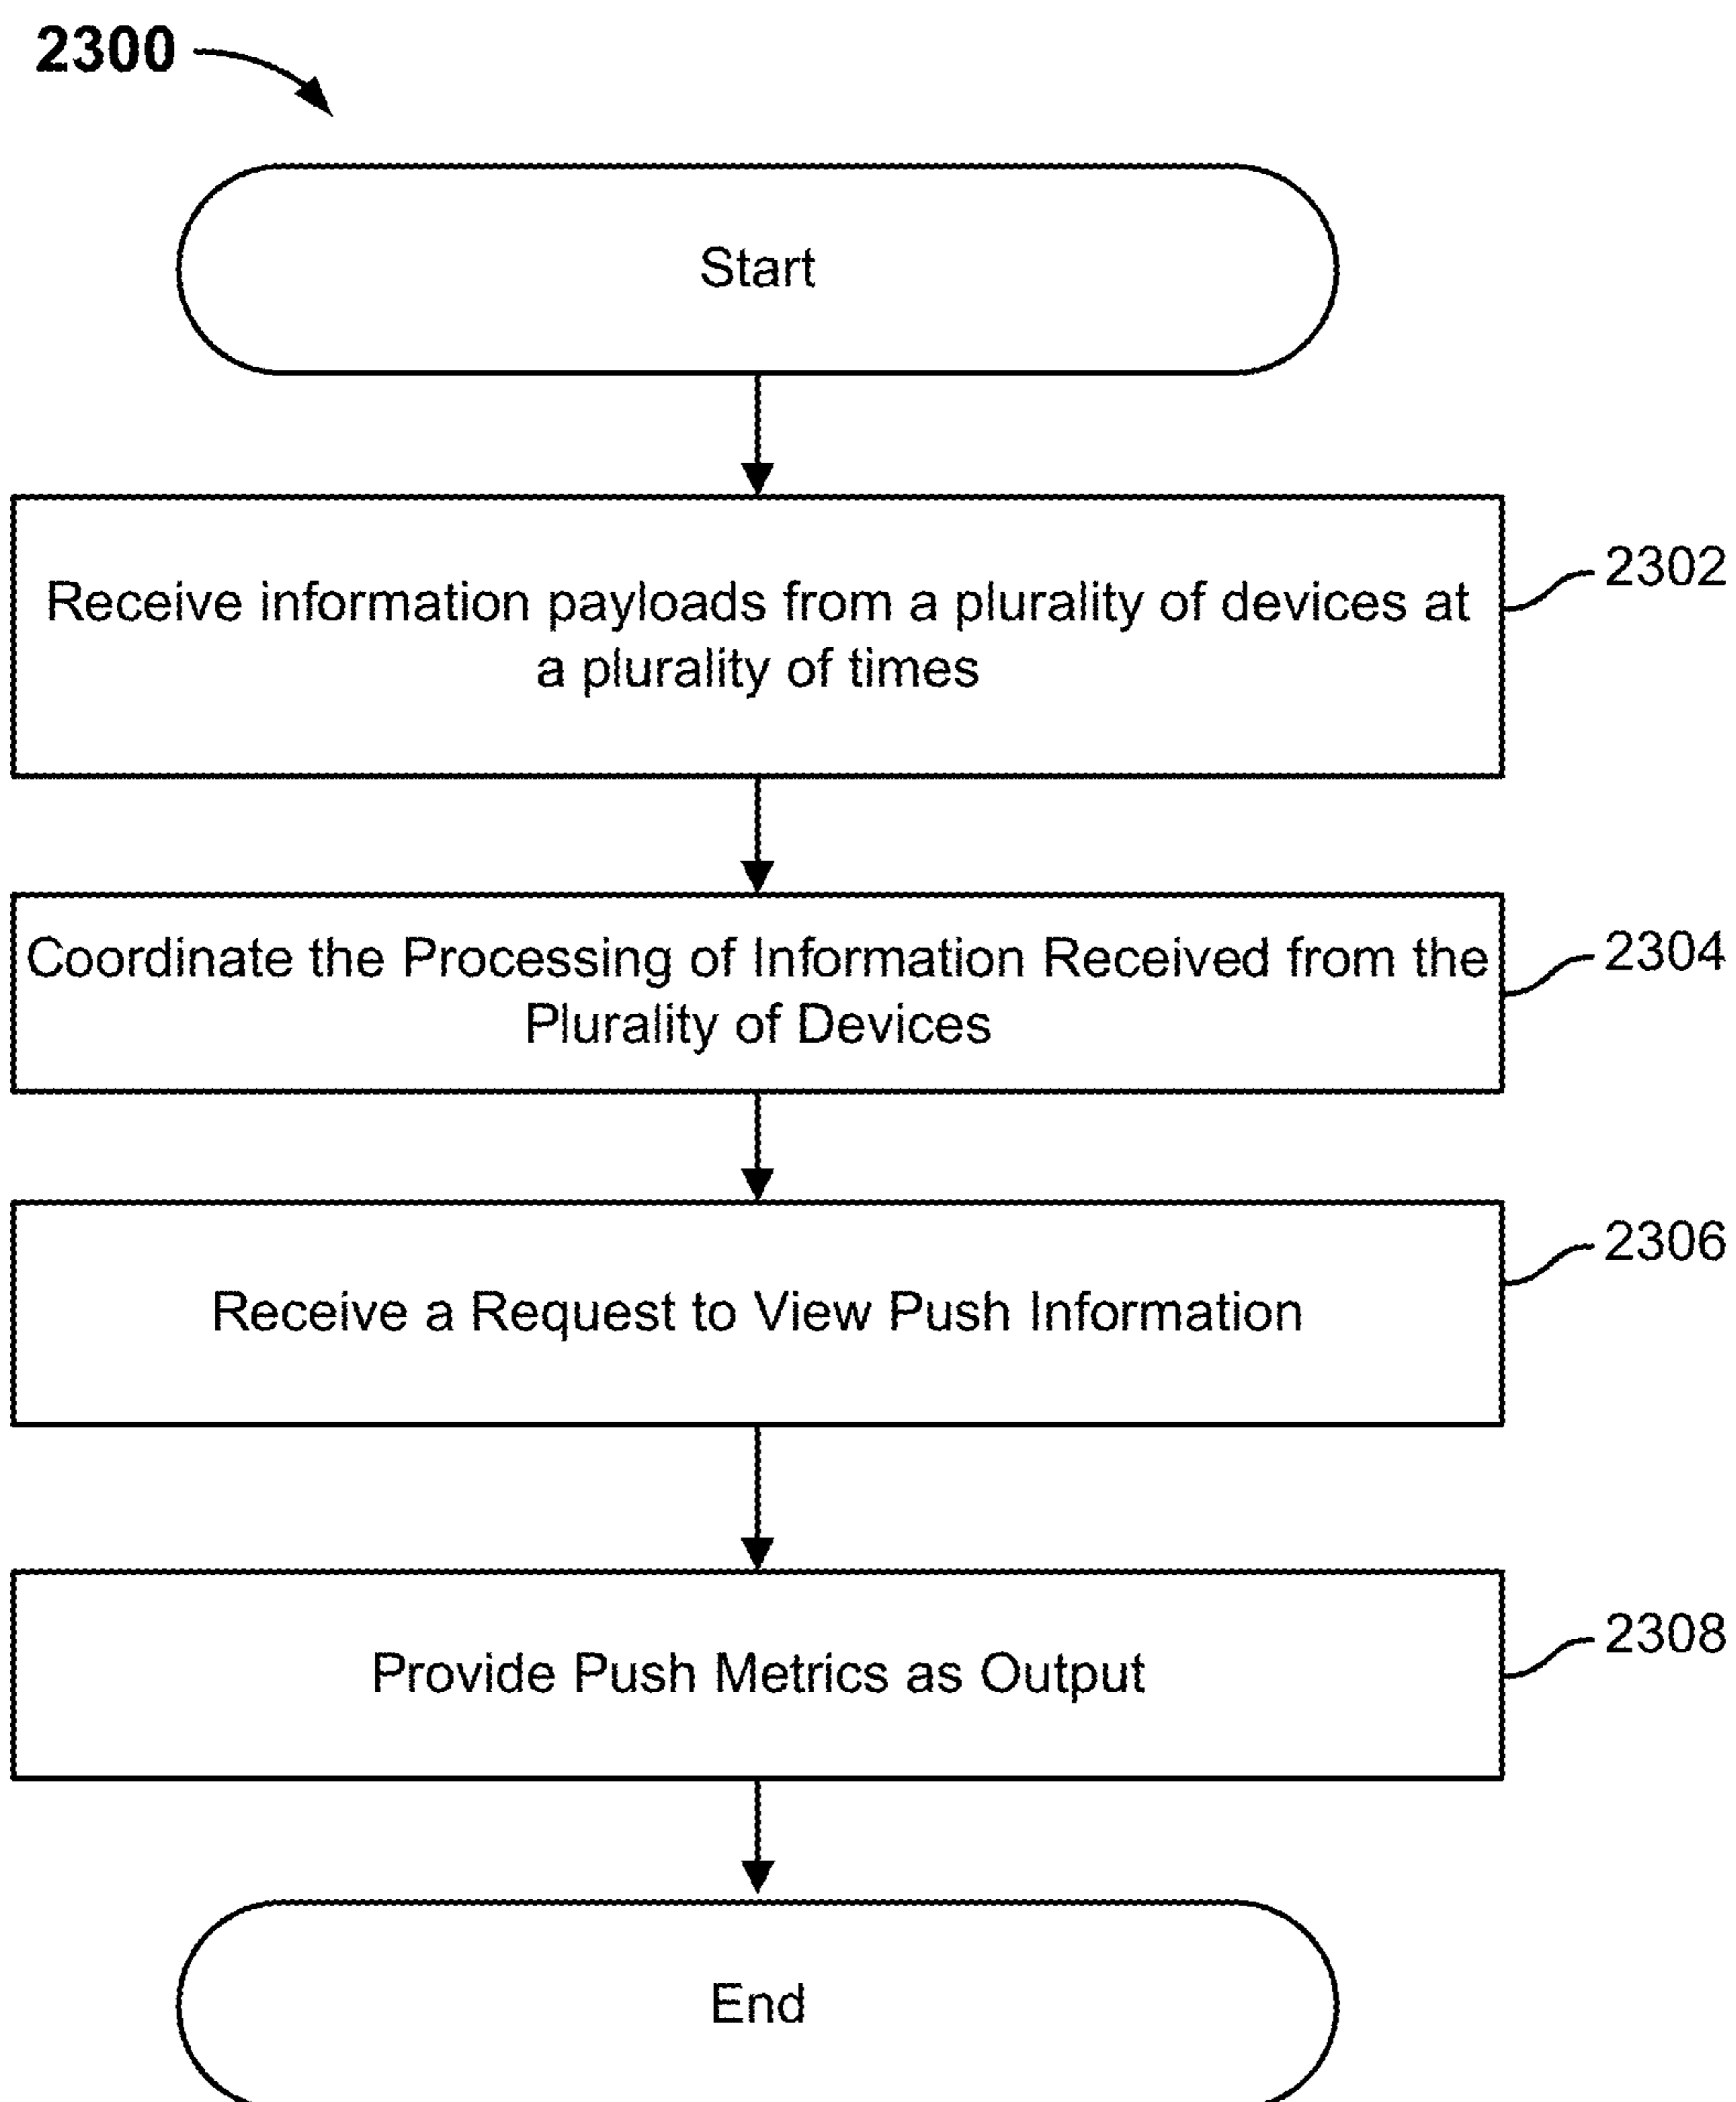 2300
Start
Receive information payloads from a plurality of devices at
a plurality of times
2302
Coordinate the Processing of Information Received from the
Plurality of Devices
2304
Receive a Request to View Push Information
2306
Provide Push Metrics as Output
2308
End